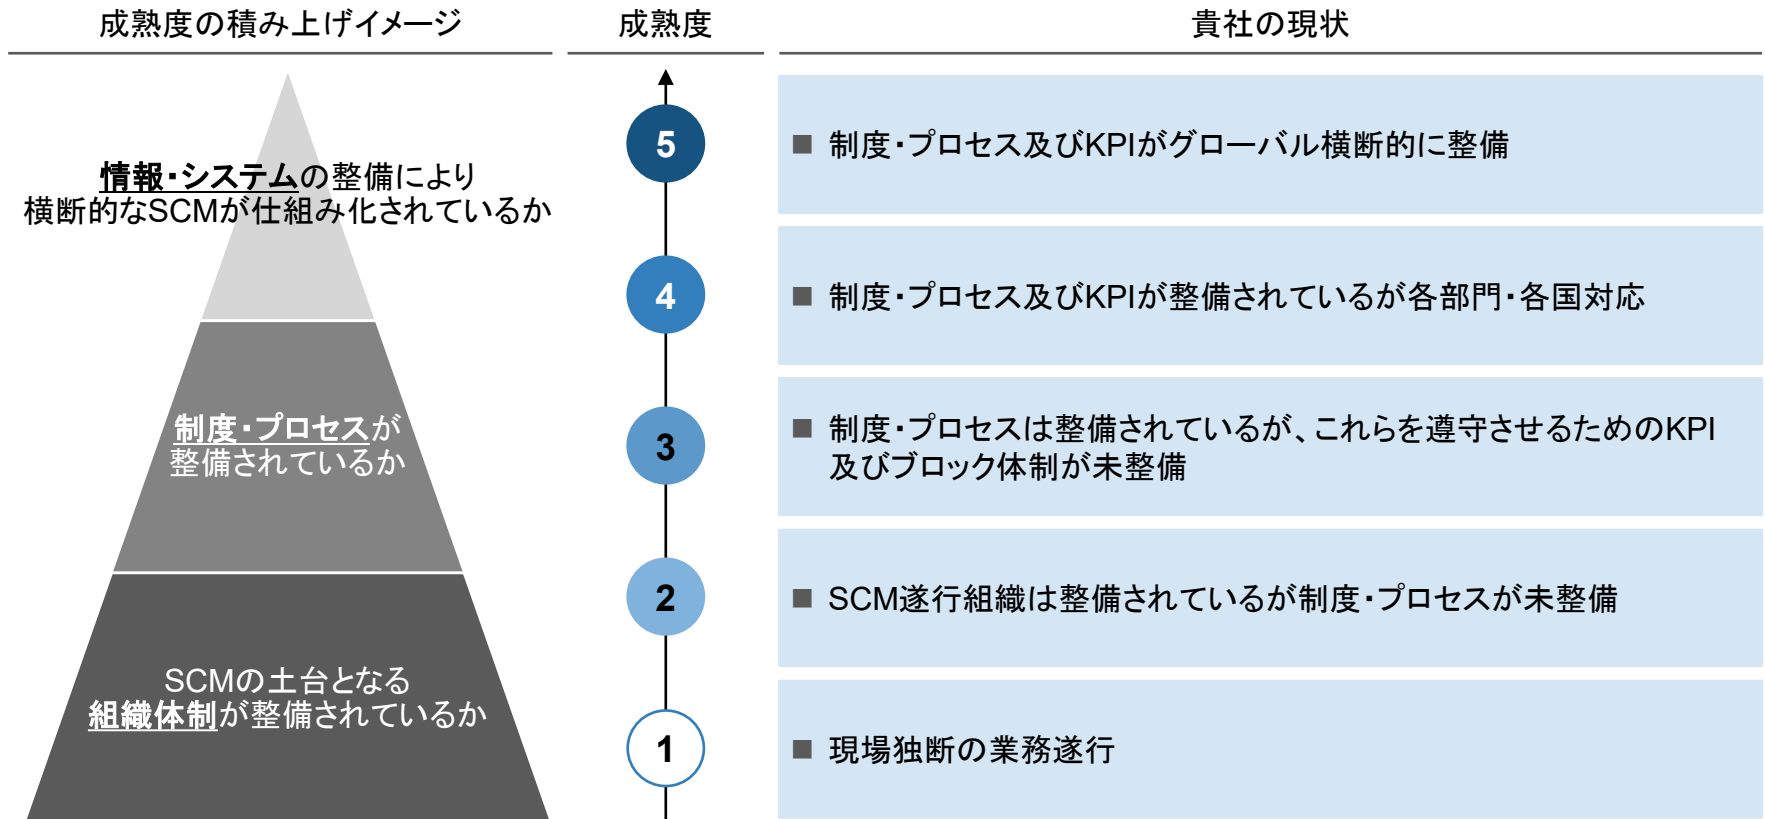 成熟度の積み上げイメージ
成熟度
貴社の現状
情報・システムの整備により
横断的なSCMが仕組み化されているか
制度・プロセスが
整備されているか
SCMの土台となる
組織体制が整備されているか
5
制度・プロセス及びKPIがグローバル横断的に整備
4
制度・プロセス及びKPIが整備されているが各部門・各国対応
3
制度・プロセスは整備されているが、これらを遵守させるためのKPI
及びブロック体制が未整備
2
SCM遂行組織は整備されているが制度・プロセスが未整備
1
現場独断の業務遂行